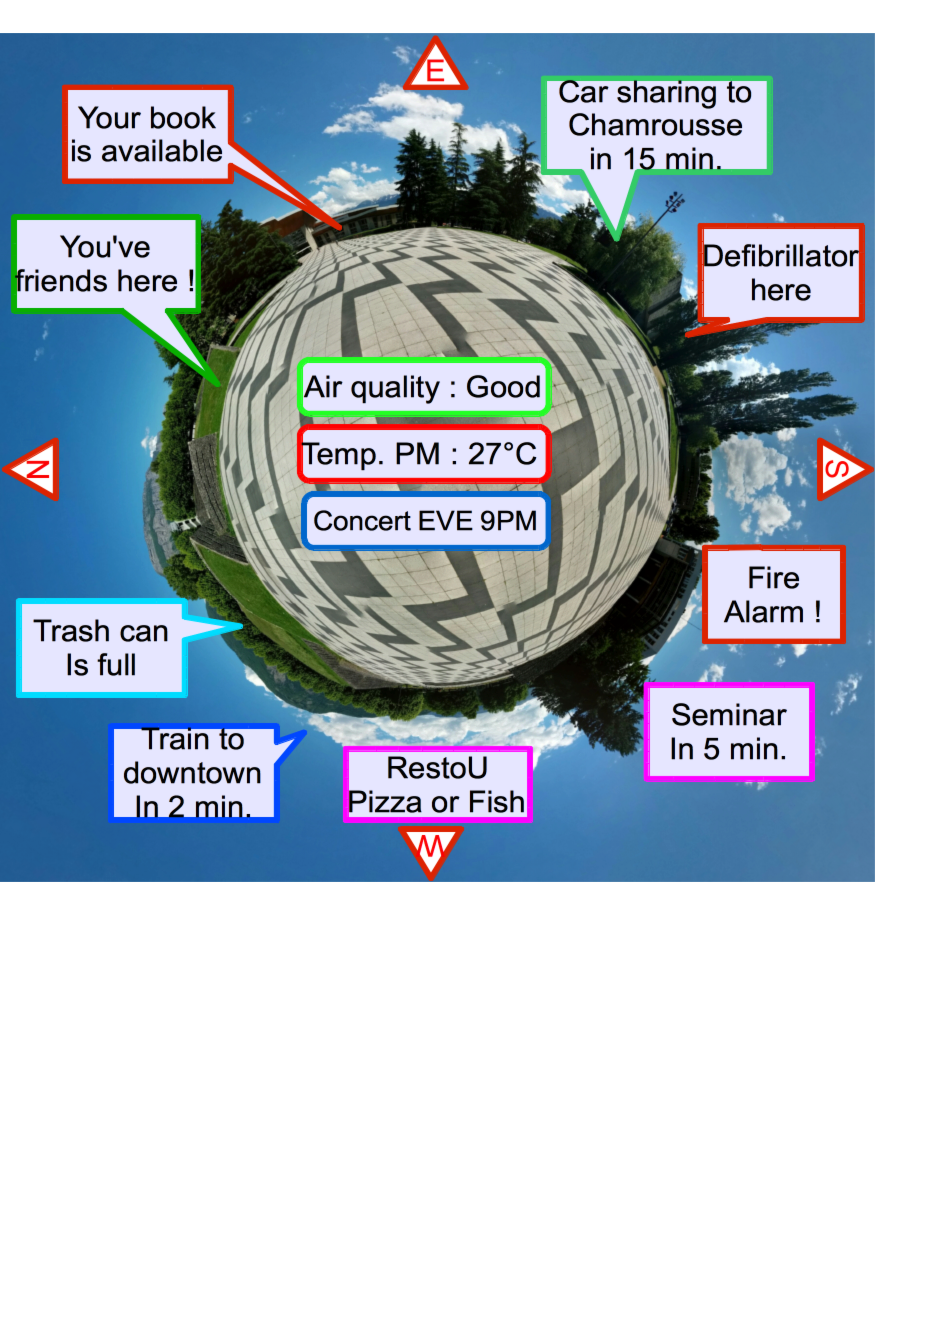 E
Your book
is available
Car sharing to
Chamrousse
in 15 min.
You've
friends here !
Defibrillator
here
Air quality : Good
Temp. PM : 27°C
Concert EVE 9PM
N
S
Fire
Alarm !
Trash can
Is full
Seminar
In 5 min.
Train to
downtown
In 2 min.
RestoU
Pizza or Fish
W